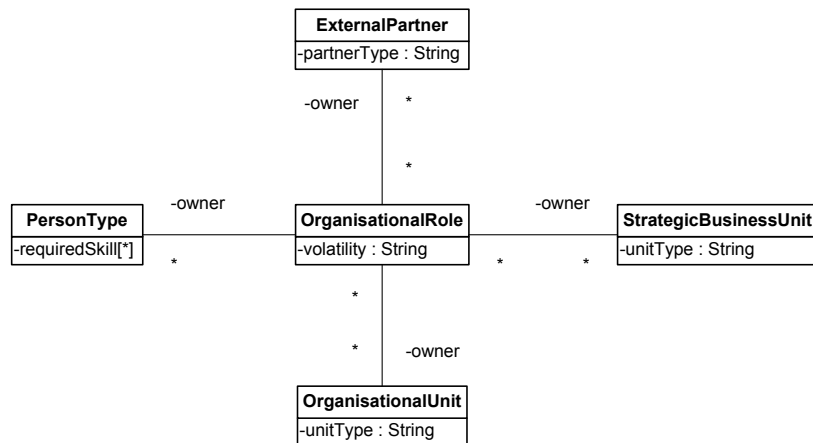 ExternalPartner
-partnerType : String
-owner
*
*
-owner
-owner
PersonType
-requiredSkill[*]
OrganisationalRole
-volatility : String
StrategicBusinessUnit
-unitType : String
*
*
*
*
*
-owner
OrganisationalUnit
-unitType : String